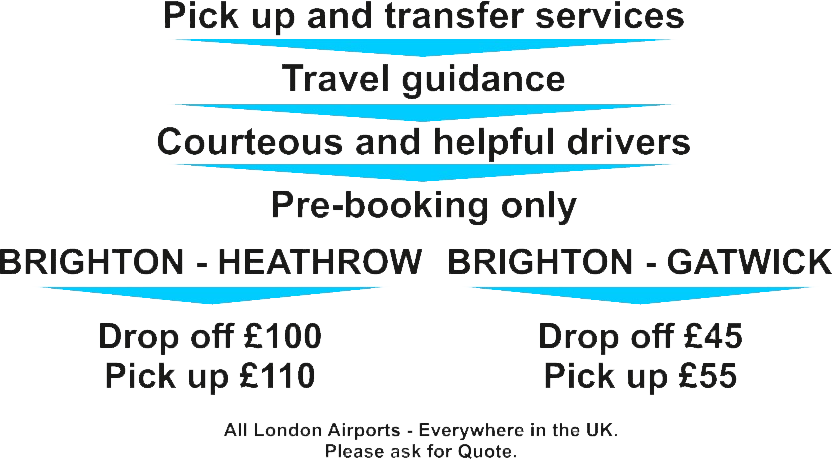 Pick up and transfer services
Travel guidance
Courteous and helpful drivers
Pre-booking only
BRIGHTON - HEATHROW
Drop off £100
Pick up £110
BRIGHTON - GATWICK
Drop off £45
Pick up £55
All London Airports - Everywhere in the UK.
Please ask for Quote.